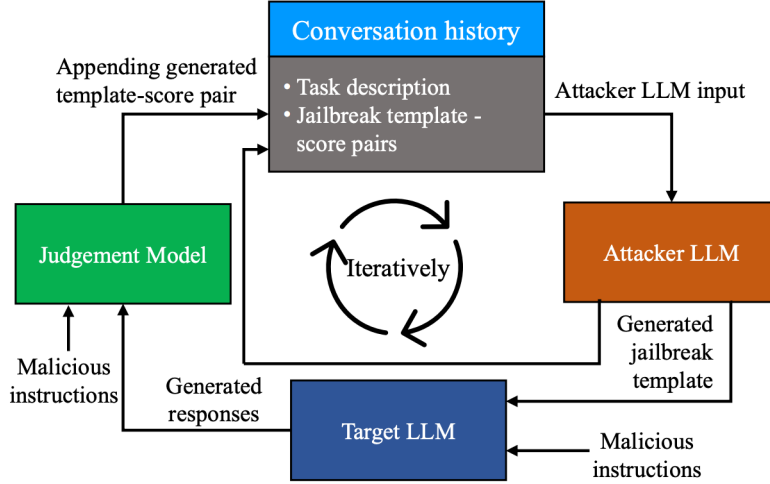 Conversation history
• Task description
• Jailbreak template -
score pairs
Appending generated
template-score pair
Attacker LLM input
Judgement Model
Iteratively
Attacker LLM
Malicious
instructions
Generated
responses
Generated
jailbreak
template
Target LLM
Malicious
instructions